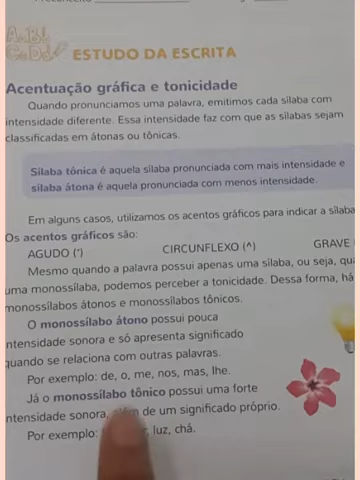 ESTUDO DA ESCRITA
Acentuação gráfica e tonicidade
Quando pronunciamos uma palavra, emitimos cada sílaba com
intensidade diferente. Essa intensidade faz com que as sílabas sejam
classificadas em átonas ou tônicas.
Sílaba tônica é aquela sílaba pronunciada com mais intensidade e
sílaba átona é aquela pronunciada com menos intensidade.
Em alguns casos, utilizamos os acentos gráficos para indicar a sílaba
Os acentos gráficos são:
AGUDO (´) CIRCUNFLEXO (^) GRAVE
Mesmo quando a palavra possui apenas uma sílaba, ou seja,
uma monossílaba, podemos perceber a tonicidade. Dessa forma, há
monossílabos átonos e monossílabos tônicos.
O monossílabo átono possui pouca
ntensidade sonora e só apresenta significado
quando se relaciona com outras palavras.
Por exemplo: de, o, me, nos, mas, lhe.
Já o monossílabo tônico possui uma forte
ntensidade sonora, de um significado próprio.
Por exemplo: luz, chá.